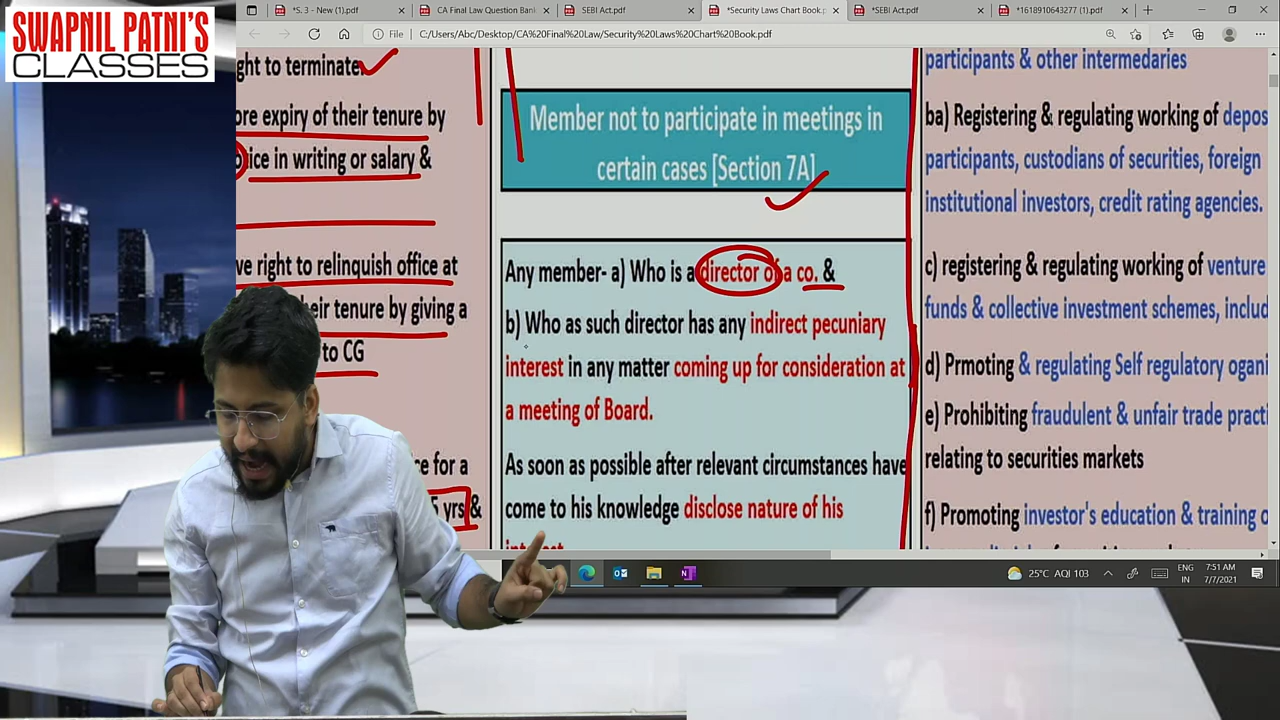 SWAPNIL PATNI'S
CLASSES
*S. 3 - New (1).pdf
CA Final Law Question Ban
SEBI Act.pdf
*Security Laws Chart Book.p
*SEBI Act.pdf
*1618910643277 (1).pdf
File
C:/Users/Abc/Desktop/CA%20Final%20Law/Security%20Laws%20Chart%20Book.pdf
ght to terminate
ore expiry of their tenure by
ice in writing or salary &
ve right to relinquish office at
eir tenure by giving a
to CG
ce for a
5 yrs &
Member not to participate in meetings in
certain cases [Section 7A]
Any member- a) Who is a director of a co. &
b) Who as such director has any indirect pecuniary
interest in any matter coming up for consideration at
a meeting of Board.
As soon as possible after relevant circumstances have
come to his knowledge disclose nature of his
participants & other intermedaries
ba) Registering & regulating working of depos
participants, custodians of securities, foreign
institutional investors, credit rating agencies.
c) registering & regulating working of venture
funds & collective investment schemes, includ
d) Prmoting & regulating Self regulatory ogani
e) Prohibiting fraudulent & unfair trade practi
relating to securities markets
f) Promoting investor's education & training o
25°C AQI 103
ENG
IN
7:51 AM
7/7/2021